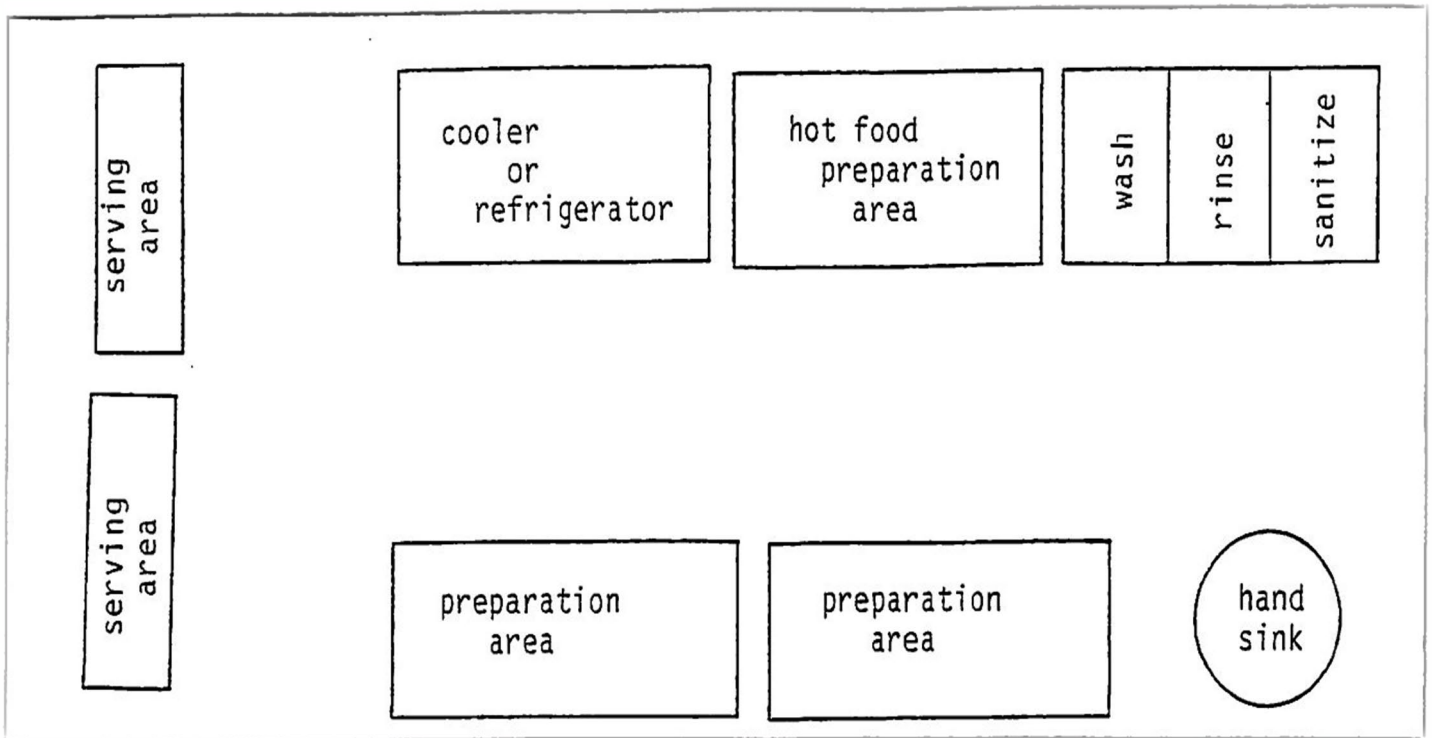 serving
area
cooler
or
refrigerator
hot food
preparation
area
wash
rinse
sanitize
serving
area
preparation
area
preparation
area
hand
sink